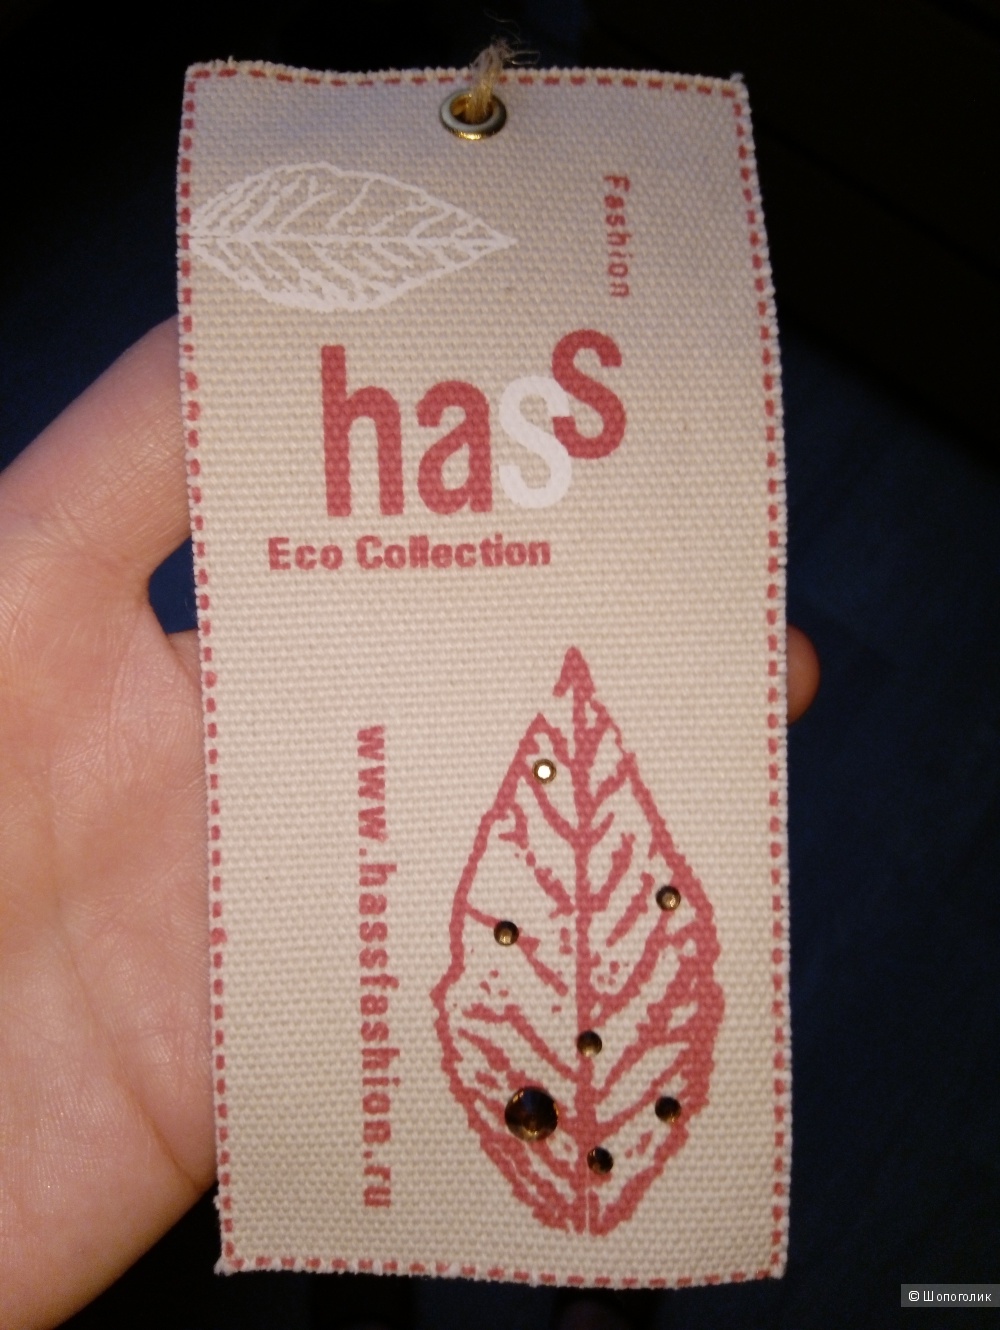 Fashion
hass
Eco Collection
www.hassfashion.ru
© Шопоголик